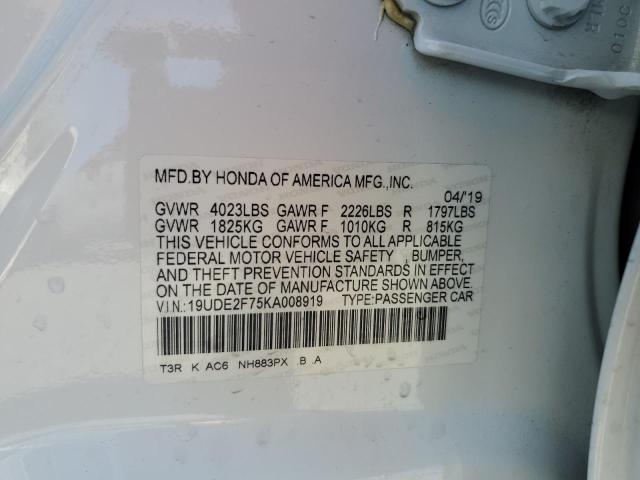 MFD.BY HONDA OF AMERICA MFG.,INC.
04/'19
GVWR 4023LBS GAWR F 2226LBS R 1797LBS
GVWR 1825KG GAWR F 1010KG R 815KG
THIS VEHICLE CONFORMS TO ALL APPLICABLE
FEDERAL MOTOR VEHICLE SAFETY , BUMPER,
AND THEFT PREVENTION STANDARDS IN EFFECT
ON THE DATE OF MANUFACTURE SHOWN ABOVE.
V.I.N.:19UDE2F75KA008919 TYPE:PASSENGER CAR
T3R K AC6 NH883PX .B .A